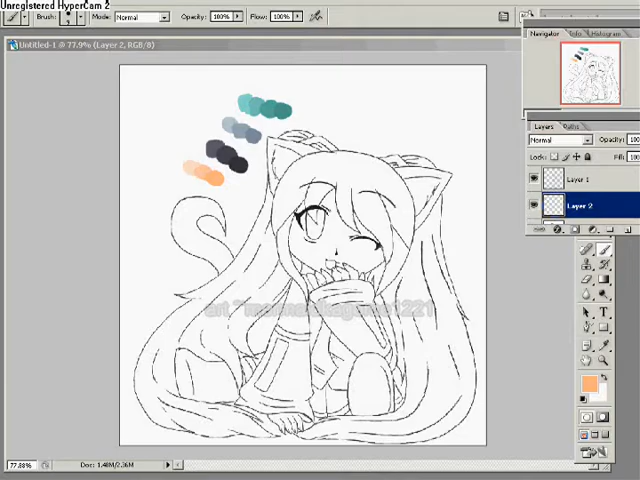 Unregistered HyperCam 2
Brush: Mode: Normal Opacity: 100% Flow: 100%
Untitled-1 @ 77.9% (Layer 2, RGB/8)
Navigator Info Histogram
Layers Paths
Normal Opacity: 100
Lock: Fill: 100
Layer 1
Layer 2
77.88% Doc: 1.48M/2.36M